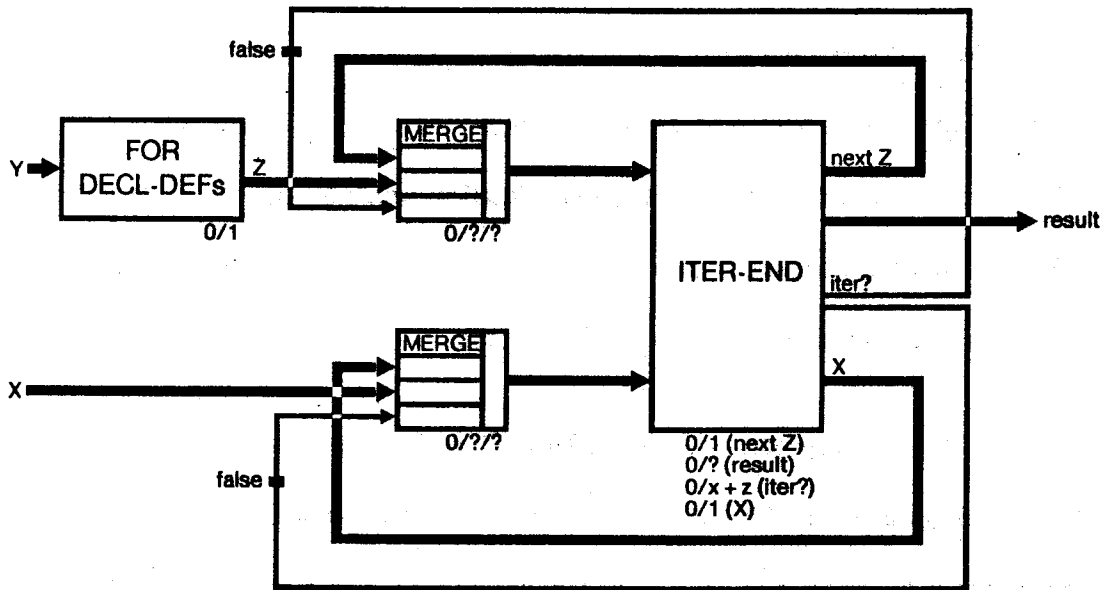 false
MERGE
FOR
DECL-DEFs
Y
Z
next Z
0/1
0/?/?
result
ITER-END
iter?
MERGE
X
X
0/?/?
0/1 (next Z)
0/? (result)
0/x + z (iter?)
0/1 (X)
false